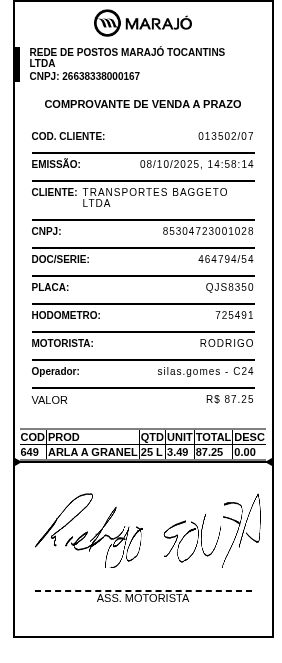 MARAJÓ
REDE DE POSTOS MARAJÓ TOCANTINS
LTDA
CNPJ: 26638338000167
COMPROVANTE DE VENDA A PRAZO
COD. CLIENTE: 013502/07
EMISSÃO: 08/10/2025, 14:58:14
CLIENTE: TRANSPORTES BAGGETO
LTDA
CNPJ: 85304723001028
DOC/SERIE: 464794/54
PLACA: QJS8350
HODOMETRO: 725491
MOTORISTA: RODRIGO
Operador: silas.gomes - C24
VALOR R$ 87.25
COD PROD QTD UNIT TOTAL DESC
649 ARLA A GRANEL 25 L 3.49 87.25 0.00
Rodrigo SOUZA
ASS. MOTORISTA